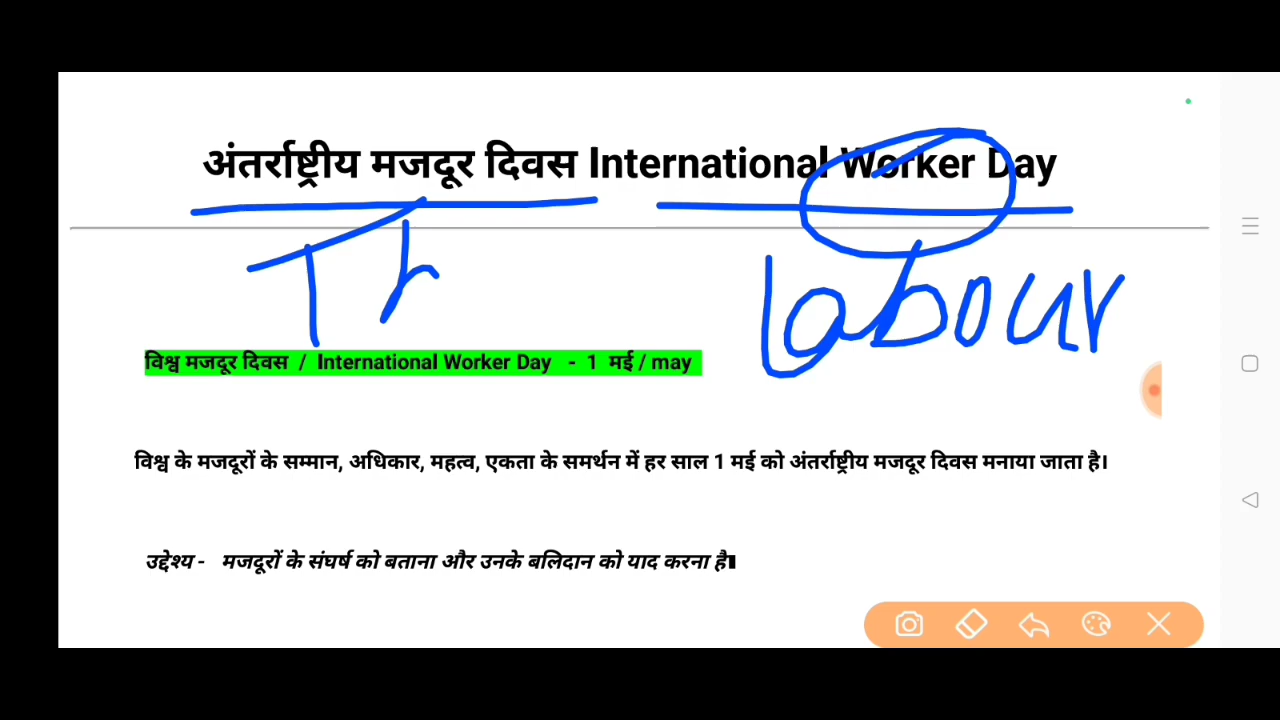 अंतर्राष्ट्रीय मजदूर दिवस International Worker Day
Th
Labour
विश्व मजदूर दिवस / International Worker Day - 1 मई / may
विश्व के मजदूरों के सम्मान, अधिकार, महत्व, एकता के समर्थन में हर साल 1 मई को अंतर्राष्ट्रीय मजदूर दिवस मनाया जाता है।
उद्देश्य - मजदूरों के संघर्ष को बताना और उनके बलिदान को याद करना है।